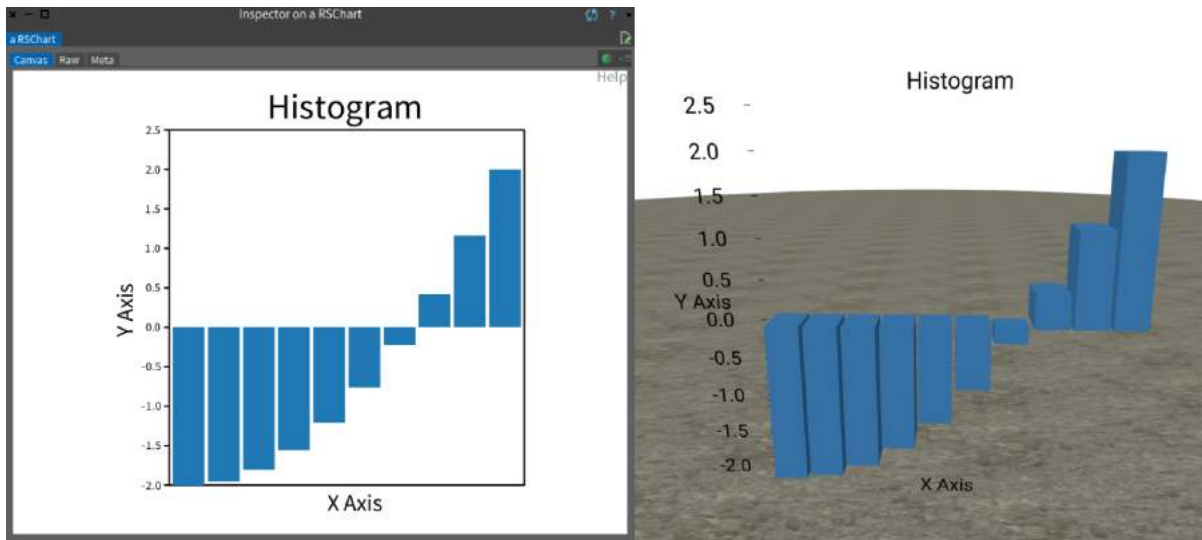 Inspector on a RSChart
?
a RSChart
Canvas Raw Meta
Help
Histogram
2.5
2.0
1.5
1.0
0.5
0.0
-0.5
-1.0
-1.5
-2.0
Y Axis
X Axis
Histogram
2.5
2.0
1.5
1.0
0.5
Y Axis
0.0
-0.5
-1.0
-1.5
-2.0
X Axis